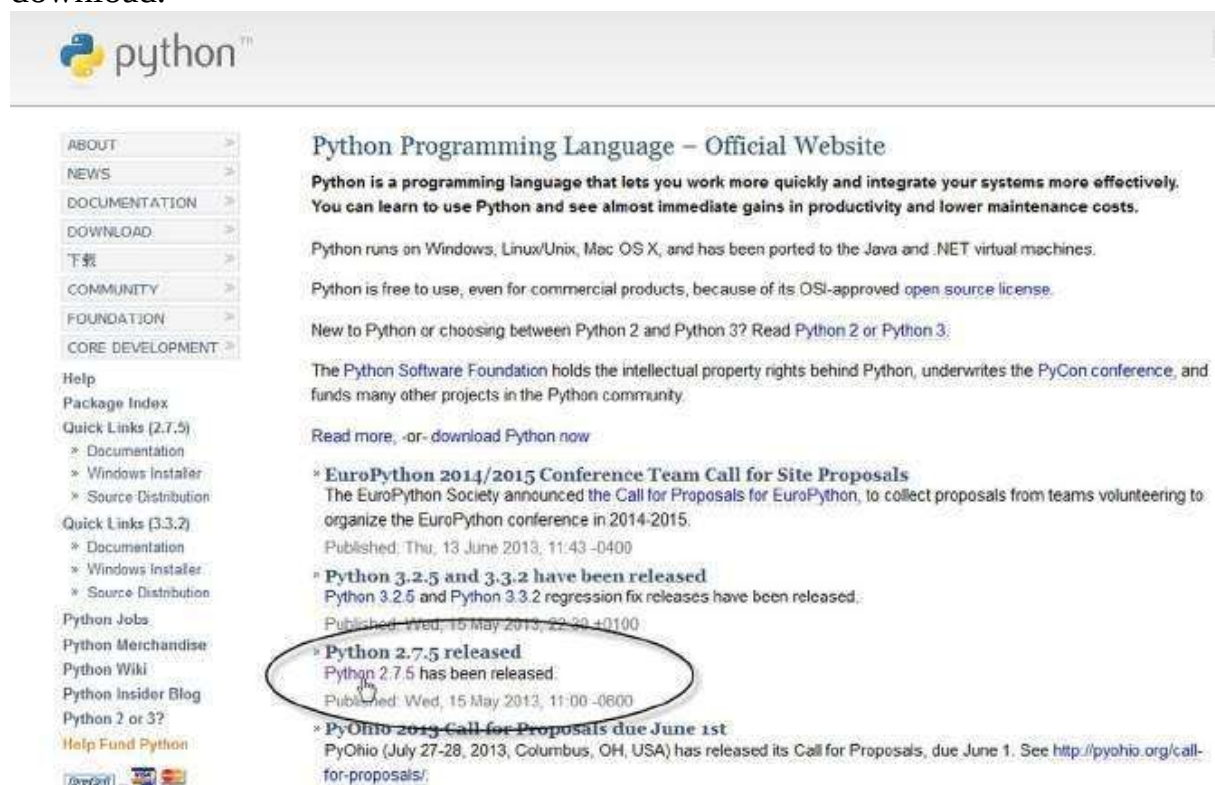 download.
python™
ABOUT »
NEWS »
DOCUMENTATION »
DOWNLOAD »
下载 »
COMMUNITY »
FOUNDATION »
CORE DEVELOPMENT »
Help
Package Index
Quick Links (2.7.5)
» Documentation
» Windows Installer
» Source Distribution
Quick Links (3.3.2)
» Documentation
» Windows Installer
» Source Distribution
Python Jobs
Python Merchandise
Python Wiki
Python Insider Blog
Python 2 or 3?
Help Fund Python
VISA
Python Programming Language – Official Website
Python is a programming language that lets you work more quickly and integrate your systems more effectively.
You can learn to use Python and see almost immediate gains in productivity and lower maintenance costs.
Python runs on Windows, Linux/Unix, Mac OS X, and has been ported to the Java and .NET virtual machines.
Python is free to use, even for commercial products, because of its OSI-approved open source license.
New to Python or choosing between Python 2 and Python 3? Read Python 2 or Python 3.
The Python Software Foundation holds the intellectual property rights behind Python, underwrites the PyCon conference, and
funds many other projects in the Python community.
Read more, -or- download Python now
» EuroPython 2014/2015 Conference Team Call for Site Proposals
The EuroPython Society announced the Call for Proposals for EuroPython, to collect proposals from teams volunteering to
organize the EuroPython conference in 2014-2015.
Published: Thu, 13 June 2013, 11:43 -0400
» Python 3.2.5 and 3.3.2 have been released
Python 3.2.5 and Python 3.3.2 regression fix releases have been released.
Published: Wed, 15 May 2013, 22:30 +0100
» Python 2.7.5 released
Python 2.7.5 has been released.
Published: Wed, 15 May 2013, 11:00 -0600
» PyOhio 2013 Call for Proposals due June 1st
PyOhio (July 27-28, 2013, Columbus, OH, USA) has released its Call for Proposals, due June 1. See http://pyohio.org/call-
for-proposals/.